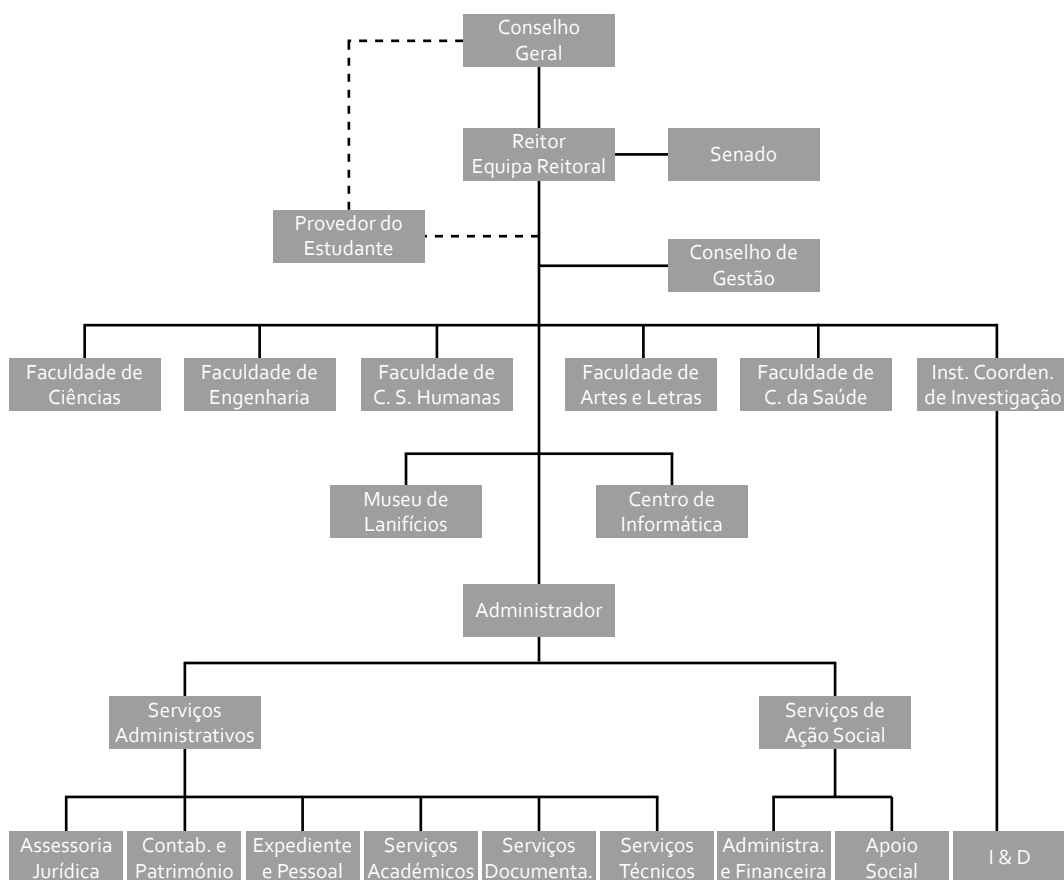 Conselho
Geral
Reitor
Equipa Reitoral
Senado
Provedor do
Estudante
Conselho de
Gestão
Faculdade de
Ciências
Faculdade de
Engenharia
Faculdade de
C. S. Humanas
Faculdade de
Artes e Letras
Faculdade de
C. da Saúde
Inst. Coorden.
de Investigação
Museu de
Lanifícios
Centro de
Informática
Administrador
Serviços
Administrativos
Serviços de
Ação Social
Assessoria
Jurídica
Contab. e
Património
Expediente
e Pessoal
Serviços
Académicos
Serviços
Documenta.
Serviços
Técnicos
Administra.
e Financeira
Apoio
Social
I & D